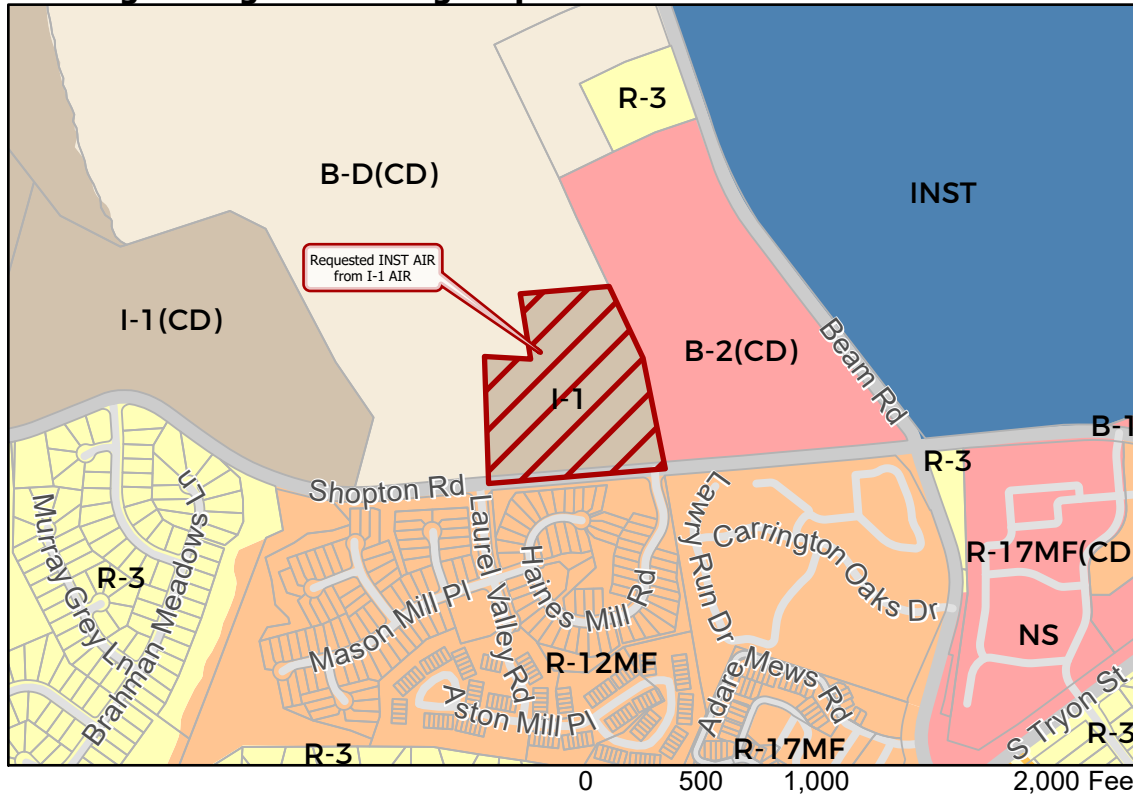 R-3
B-D(CD)
INST
Requested INST AIR
from I-1 AIR
I-1(CD)
B-2(CD)
Beam Rd
I-1
B-1
R-3
Shopton Rd
Laurel Valley Rd
Haines Mill Rd
Lawry Run Dr
Carrington Oaks Dr
R-17MF(CD
Murray Grey Ln
R-3
Brahman Meadows Ln
Mason Mill Pl
R-12MF
NS
Aston Mill Pl
Adare Mews Rd
S Tryon St
R-3
R-17MF
R-3
0 500 1,000 2,000 Fee